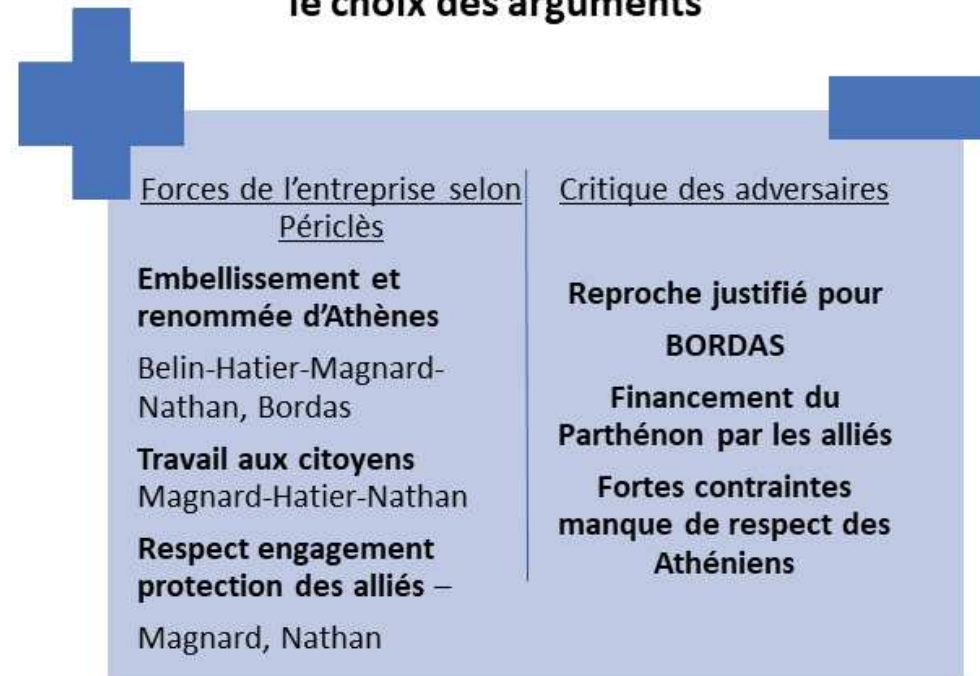 le choix des arguments
Forces de l'entreprise selon
Périclès
Embellissement et
renommée d'Athènes
Belin-Hatier-Magnard-
Nathan, Bordas
Travail aux citoyens
Magnard-Hatier-Nathan
Respect engagement
protection des alliés –
Magnard, Nathan
Critique des adversaires
Reproche justifié pour
BORDAS
Financement du
Parthénon par les alliés
Fortes contraintes
manque de respect des
Athéniens